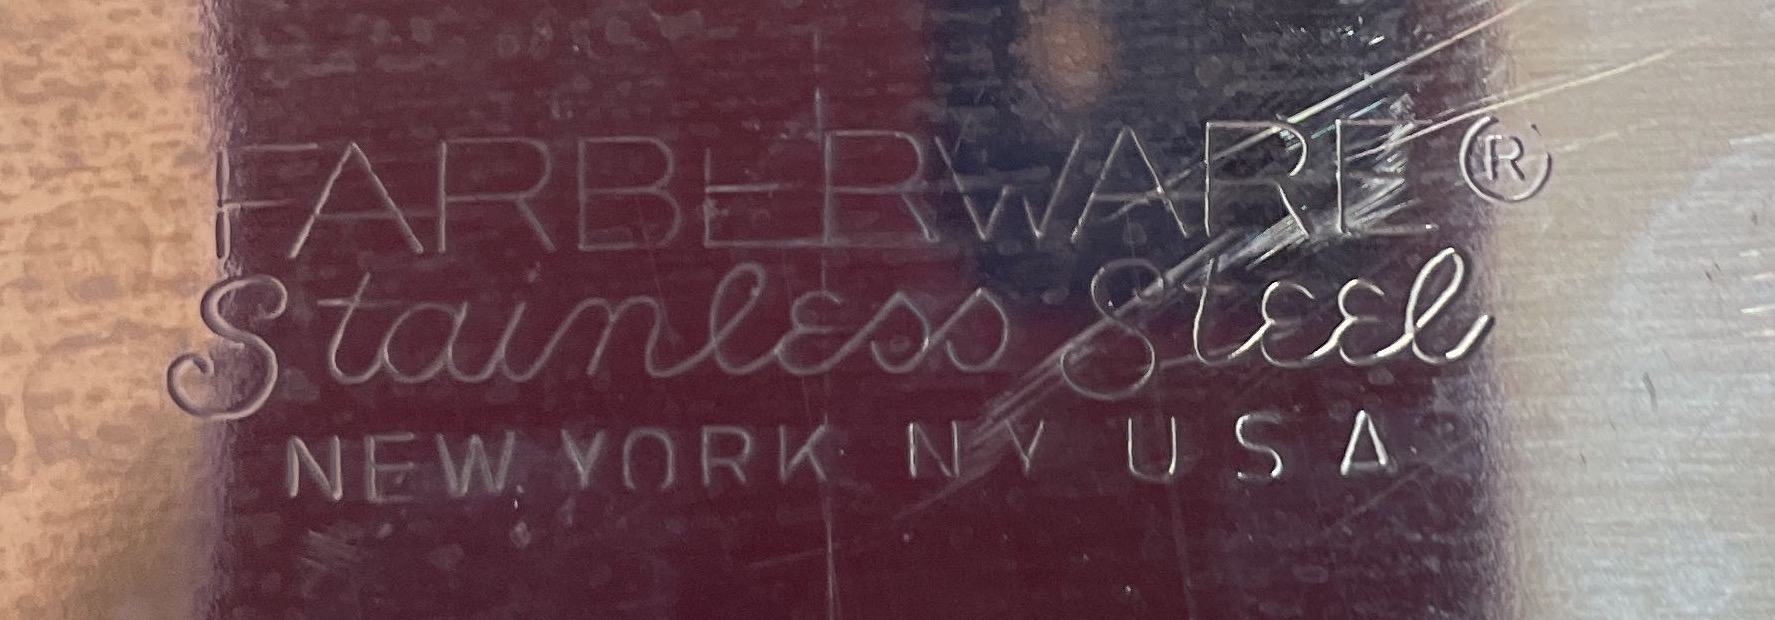 FARBERWARE®
Stainless Steel
NEW YORK NY USA